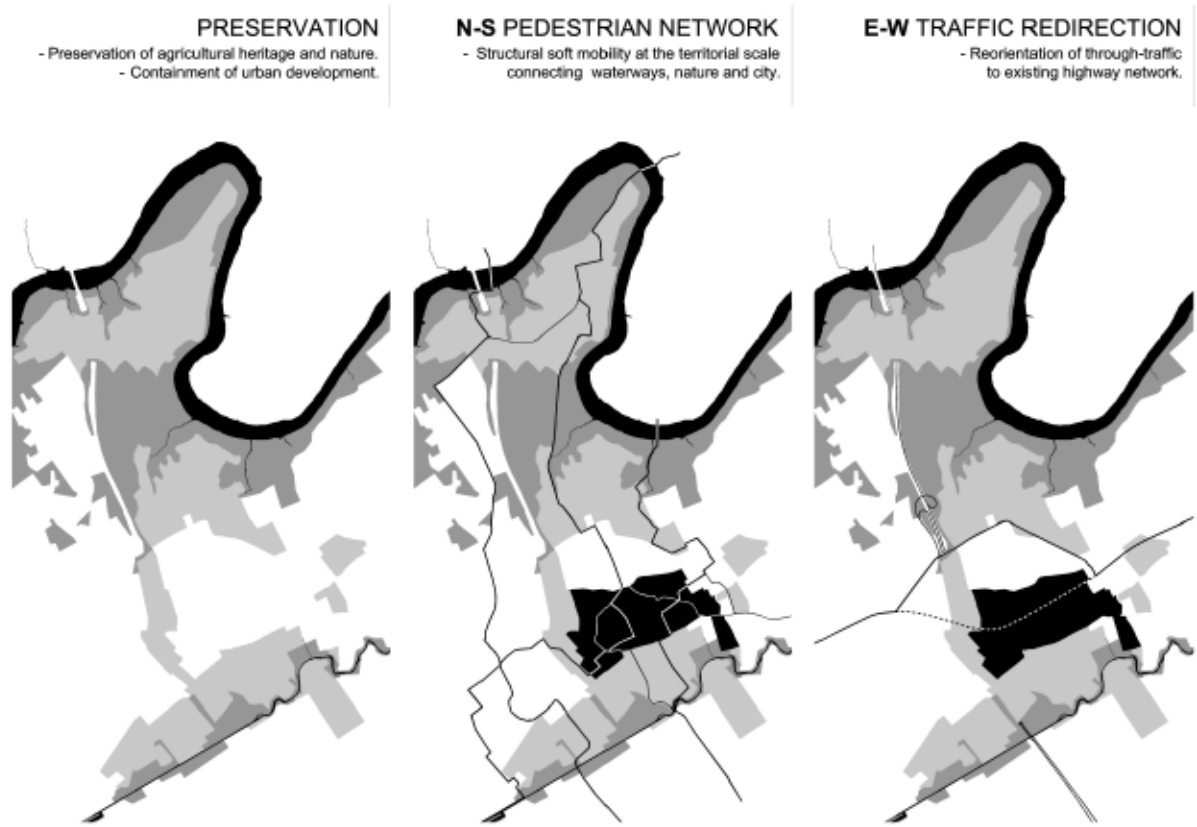 PRESERVATION
- Preservation of agricultural heritage and nature.
- Containment of urban development.
N-S PEDESTRIAN NETWORK
- Structural soft mobility at the territorial scale
connecting waterways, nature and city.
E-W TRAFFIC REDIRECTION
- Reorientation of through-traffic
to existing highway network.